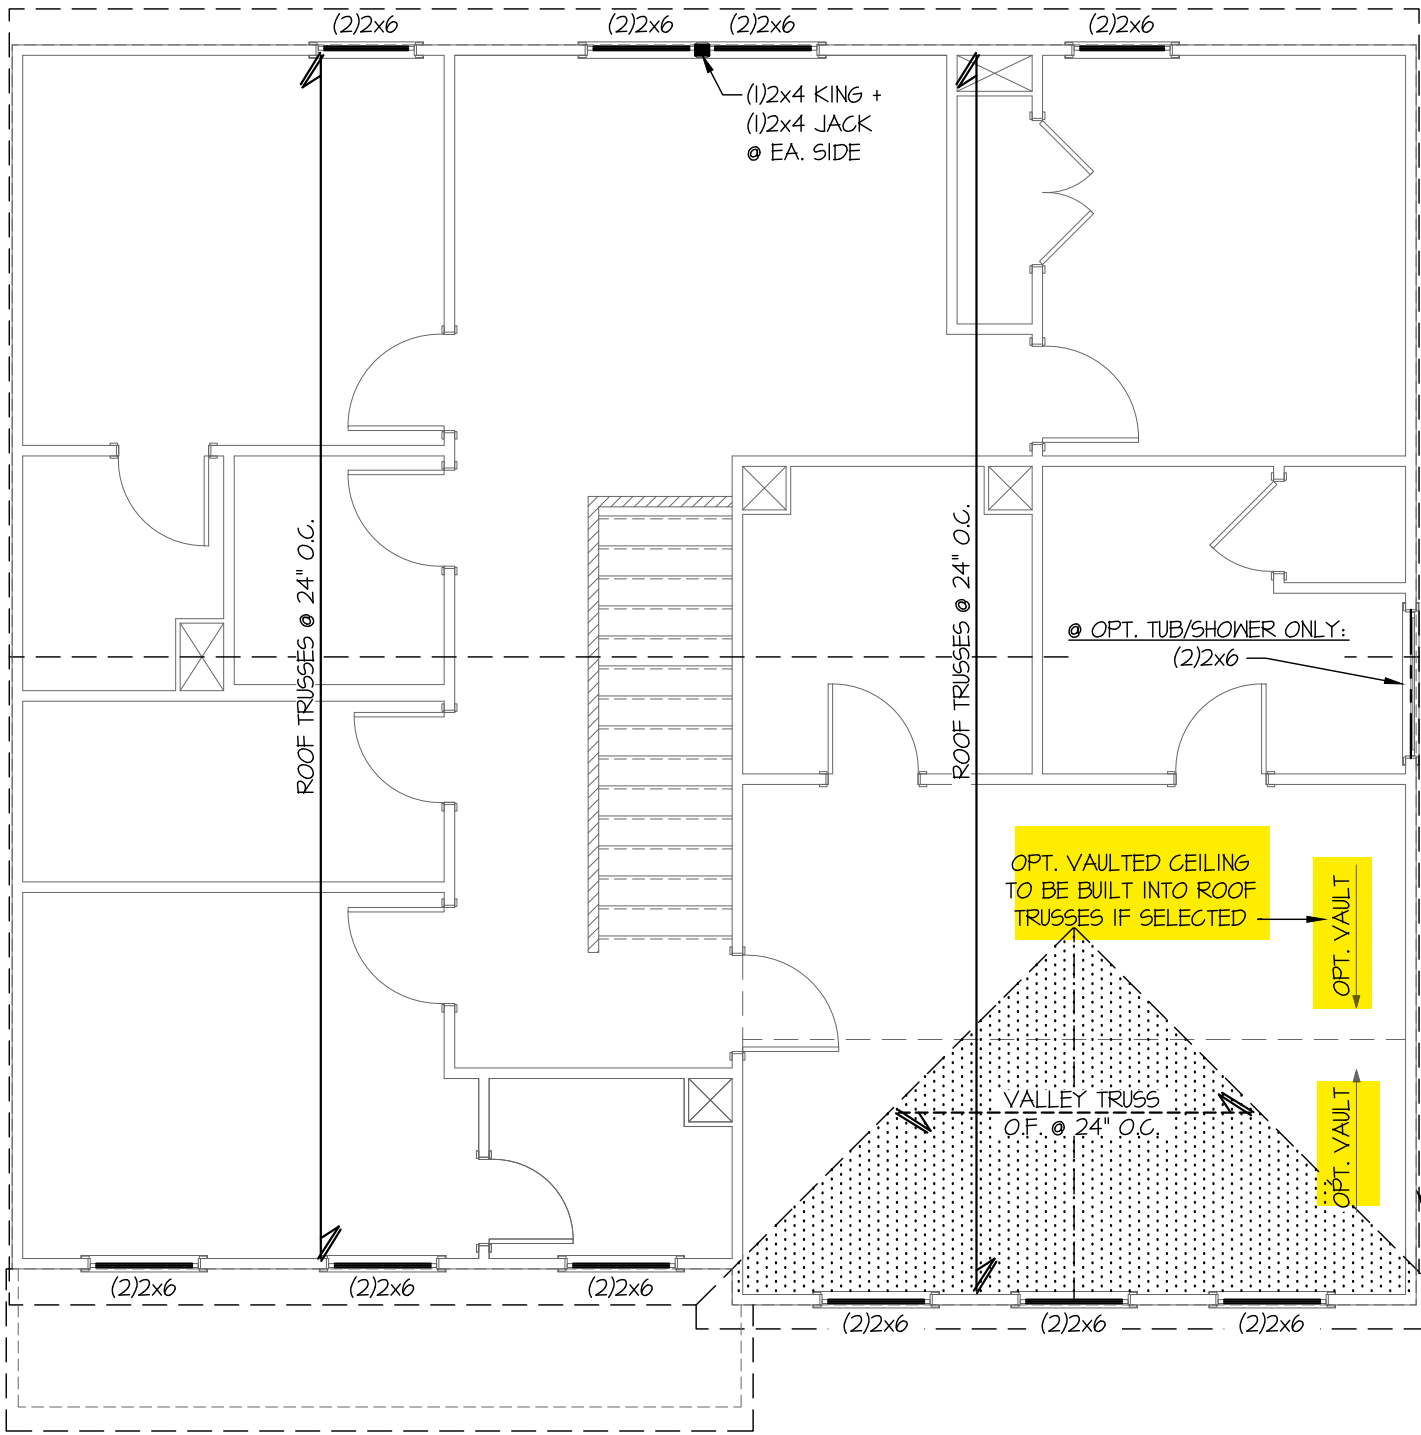 (2)2x6
(2)2x6
(2)2x6
(2)2x6
(1)2x4 KING +
(1)2x4 JACK
@ EA. SIDE
ROOF TRUSSES @ 24" O.C.
ROOF TRUSSES @ 24" O.C.
@ OPT. TUB/SHOWER ONLY:
(2)2x6
OPT. VAULTED CEILING
TO BE BUILT INTO ROOF
TRUSSES IF SELECTED
OPT. VAULT
OPT. VAULT
VALLEY TRUSS
O.F. @ 24" O.C.
(2)2x6
(2)2x6
(2)2x6
(2)2x6
(2)2x6
(2)2x6